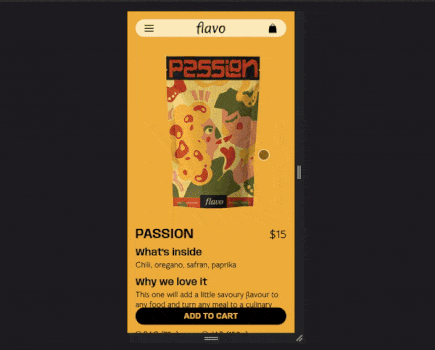 flavo
PASSION
flavo
PASSION
$15
What's inside
Chili, oregano, safran, paprika
Why we love it
This one will add a little savoury flavour to
any food and turn any meal to a culinary
ADD TO CART